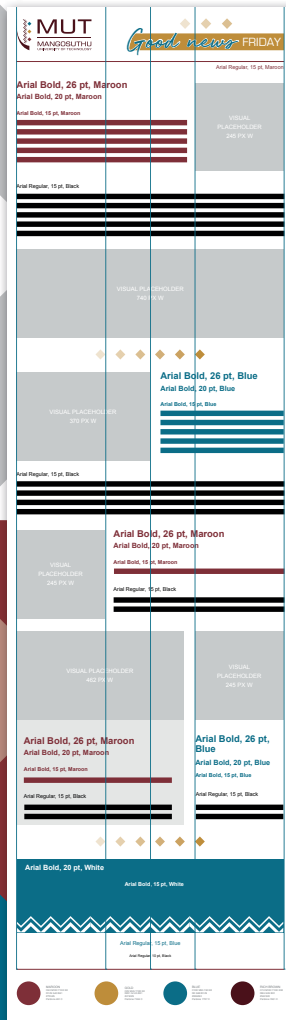 MUT
MANGOSUTHU
UNIVERSITY OF TECHNOLOGY
Good news FRIDAY
Arial Regular, 15 pt, Maroon
Arial Bold, 26 pt, Maroon
Arial Bold, 20 pt, Maroon
Arial Bold, 15 pt, Maroon
VISUAL
PLACEHOLDER
245 PX W
Arial Regular, 15 pt, Black
VISUAL PLACEHOLDER
740 PX W
VISUAL PLACEHOLDER
370 PX W
Arial Bold, 26 pt, Blue
Arial Bold, 20 pt, Blue
Arial Bold, 15 pt, Blue
Arial Regular, 15 pt, Black
VISUAL
PLACEHOLDER
245 PX W
Arial Bold, 26 pt, Maroon
Arial Bold, 20 pt, Maroon
Arial Bold, 15 pt, Maroon
Arial Regular, 15 pt, Black
VISUAL PLACEHOLDER
462 PX W
VISUAL
PLACEHOLDER
245 PX W
Arial Bold, 26 pt, Maroon
Arial Bold, 20 pt, Maroon
Arial Bold, 15 pt, Maroon
Arial Regular, 15 pt, Black
Arial Bold, 26 pt,
Blue
Arial Bold, 20 pt, Blue
Arial Bold, 15 pt, Blue
Arial Regular, 15 pt, Black
Arial Bold, 20 pt, White
Arial Bold, 15 pt, White
Arial Regular, 15 pt, Blue
Arial Regular, 10 pt, Black
MAROON
GOLD
BLUE